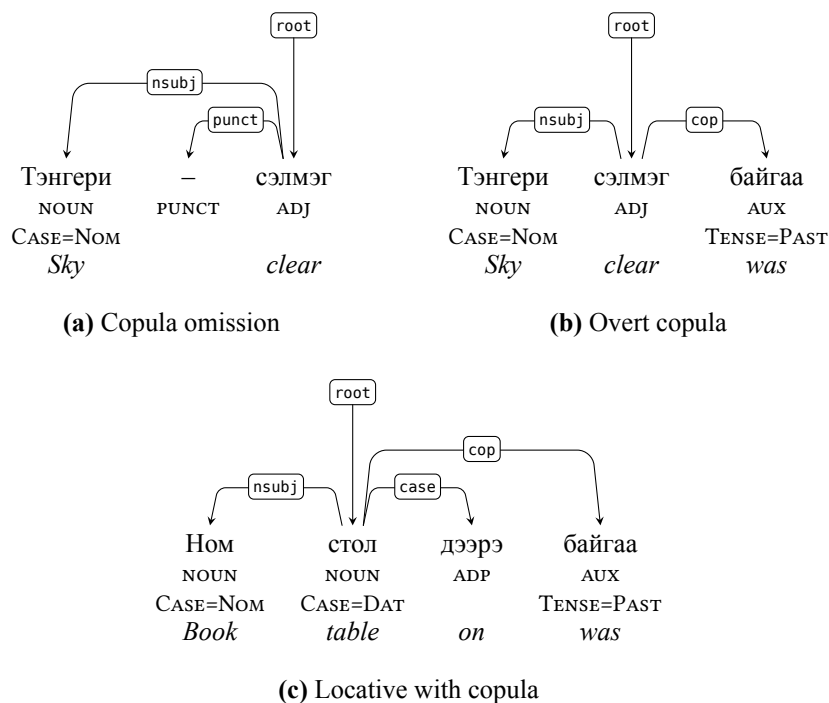 root
nsubj
punct
Тэнгери – сэлмэг
NOUN PUNCT ADJ
CASE=NOM
Sky clear
(a) Copula omission
root
nsubj cop
Тэнгери сэлмэг байгаа
NOUN ADJ AUX
CASE=NOM TENSE=PAST
Sky clear was
(b) Overt copula
root
cop
nsubj case
Ном стол дээрэ байгаа
NOUN NOUN ADP AUX
CASE=NOM CASE=DAT TENSE=PAST
Book table on was
(c) Locative with copula